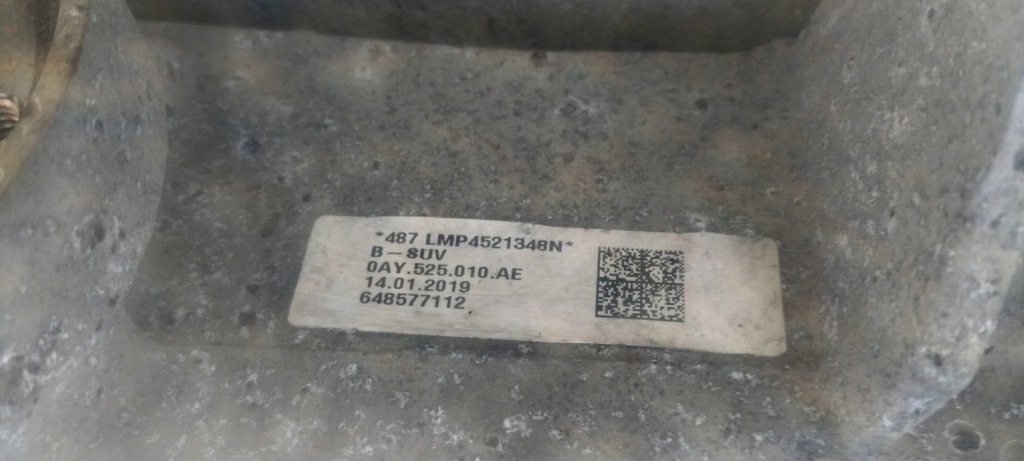 *487 LMP4521348N*
B-SUV
0AY.525.010.AE
14.01.2019
648577112